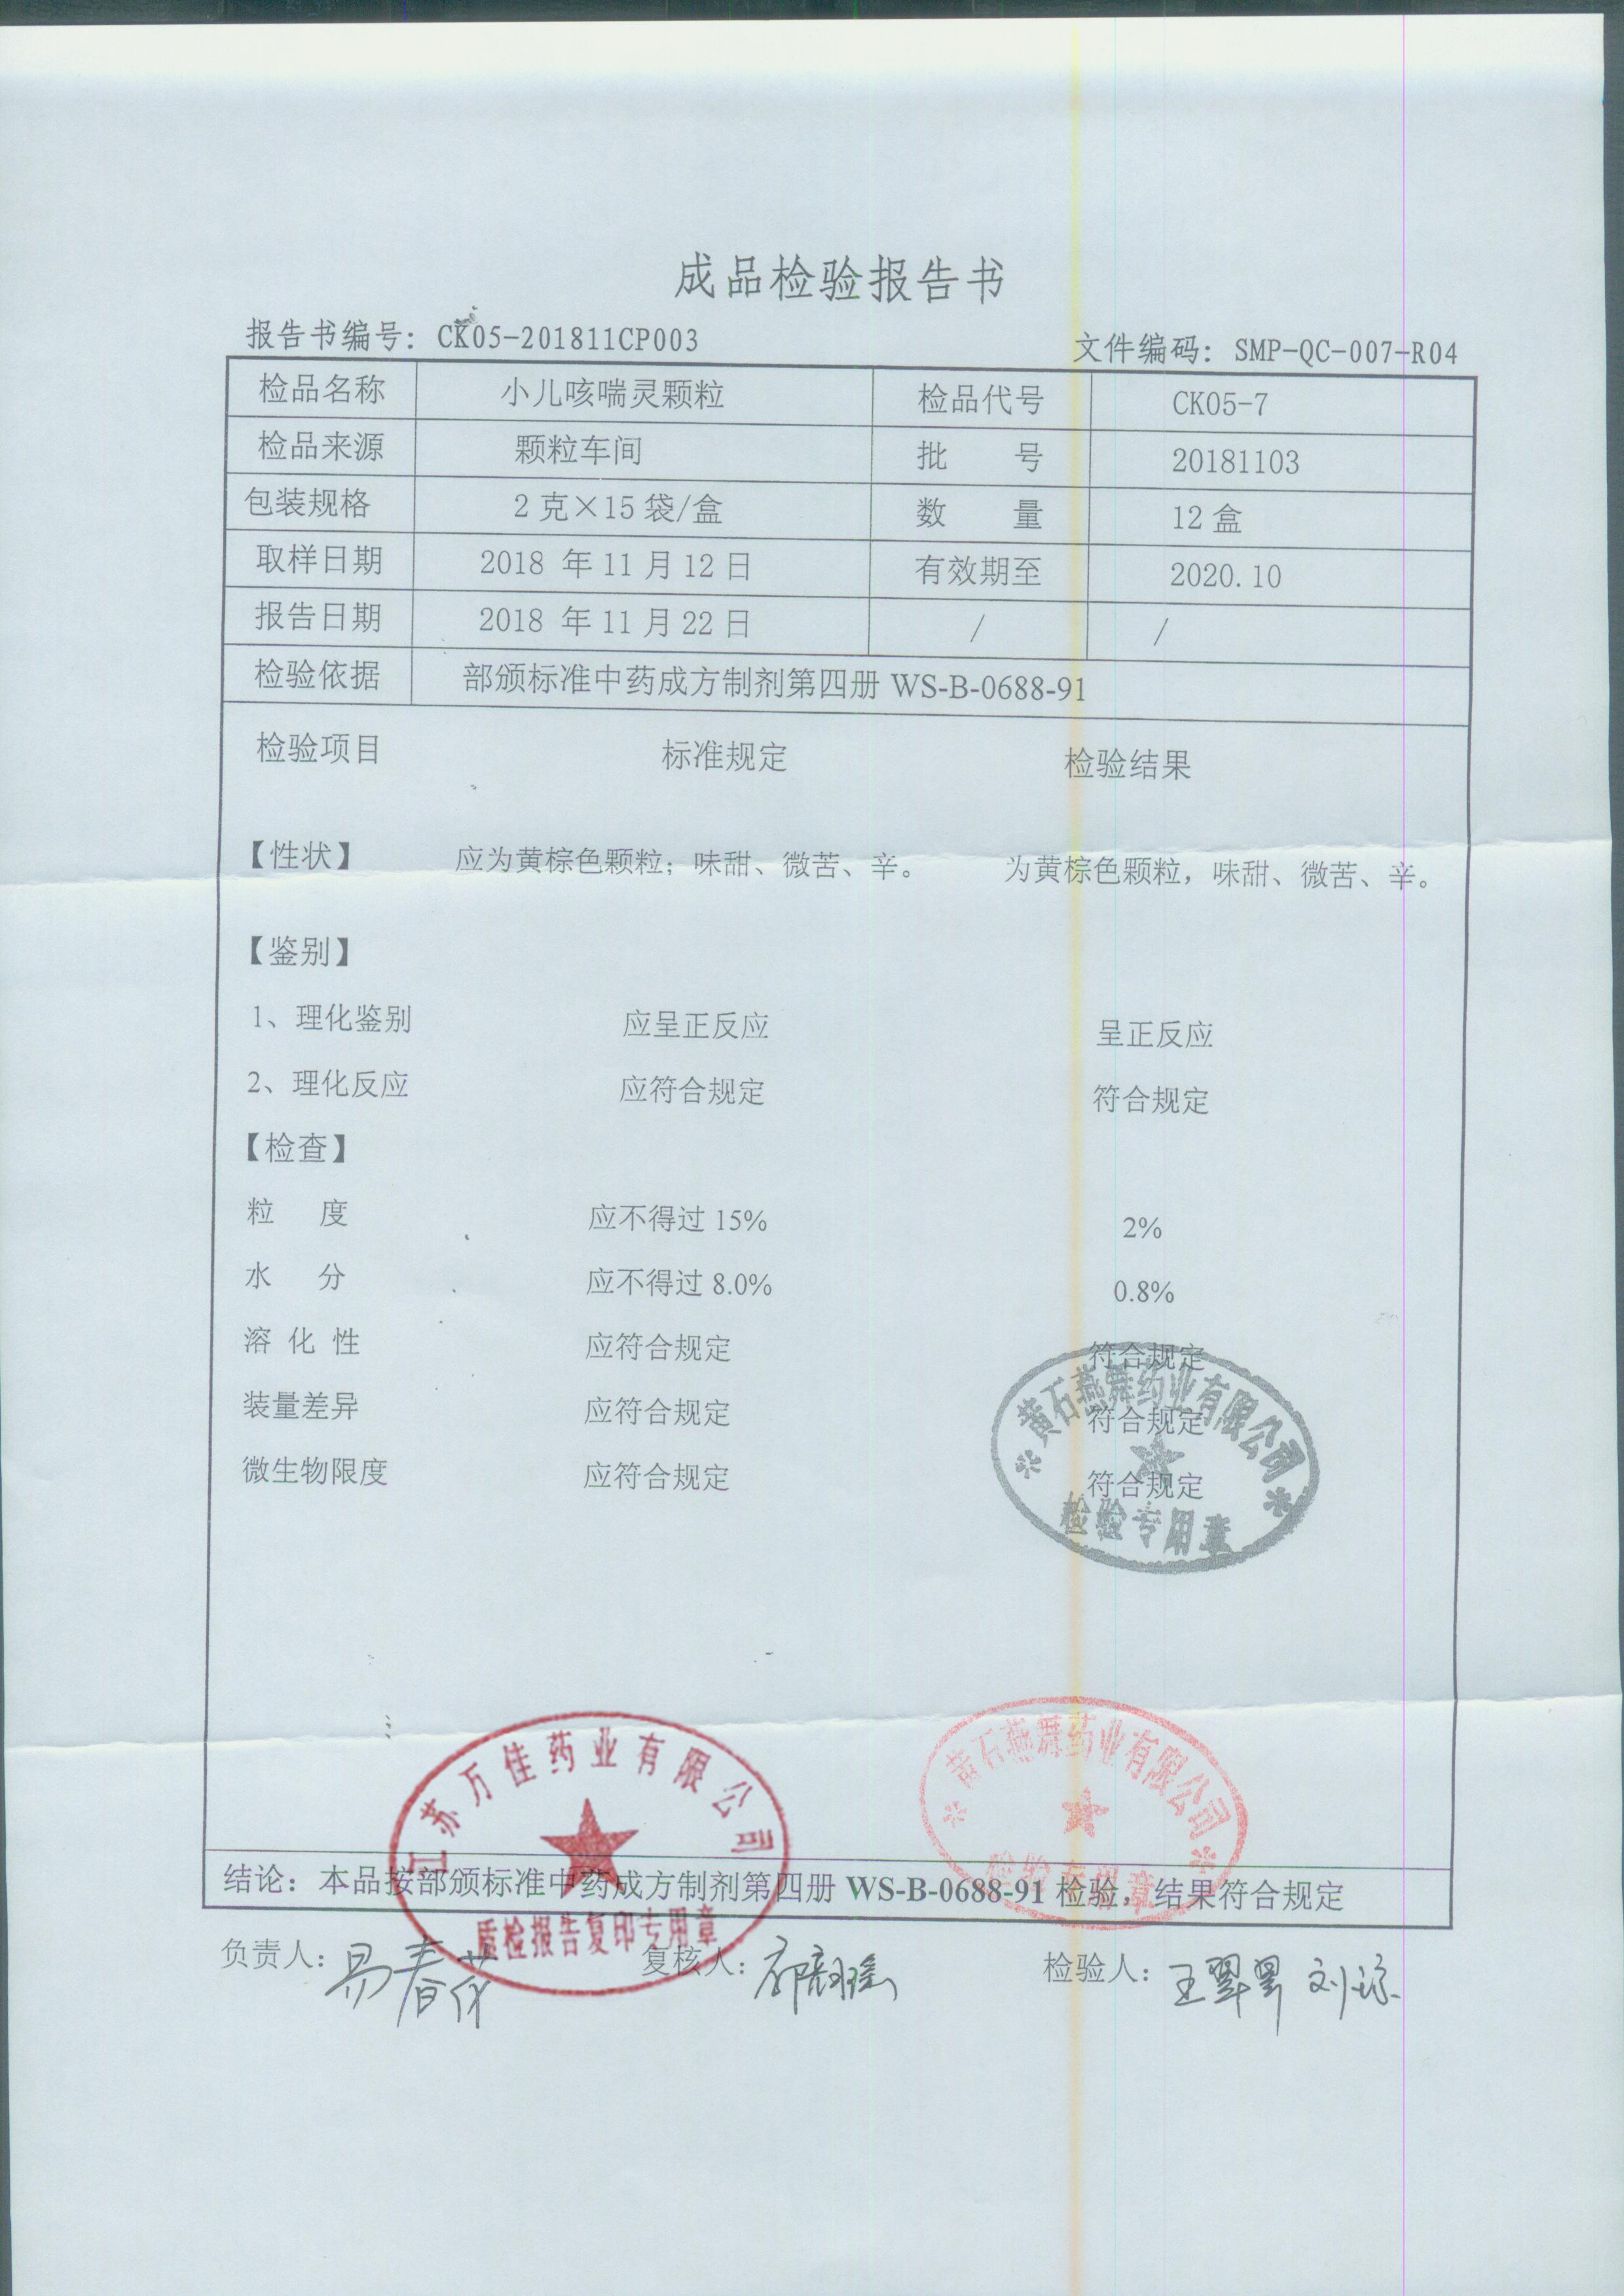 成品检验报告书
报告书编号：CK05-201811CP003 文件编码：SMP-QC-007-R04
检品名称 小儿咳喘灵颗粒 检品代号 CK05-7
检品来源 颗粒车间 批 号 20181103
包装规格 2克×15袋/盒 数 量 12盒
取样日期 2018 年11月12日 有效期至 2020.10
报告日期 2018 年11月22日 / /
检验依据 部颁标准中药成方制剂第四册 WS-B-0688-91
检验项目 标准规定 检验结果
【性状】 应为黄棕色颗粒；味甜、微苦、辛。 为黄棕色颗粒，味甜、微苦、辛。
【鉴别】
1、理化鉴别 应呈正反应 呈正反应
2、理化反应 应符合规定 符合规定
【检查】
粒 度 应不得过 15% 2%
水 分 应不得过 8.0% 0.8%
溶 化 性 应符合规定 符合规定
装量差异 应符合规定 符合规定
微生物限度 应符合规定 符合规定
黄石燕舞药业有限公司
检验专用章
江苏万佳药业有限公司
质检报告复印专用章
黄石燕舞药业有限公司
检验专用章
结论：本品按部颁标准中药成方制剂第四册 WS-B-0688-91 检验，结果符合规定
负责人：易春花 复核人： 检验人： 刘琼